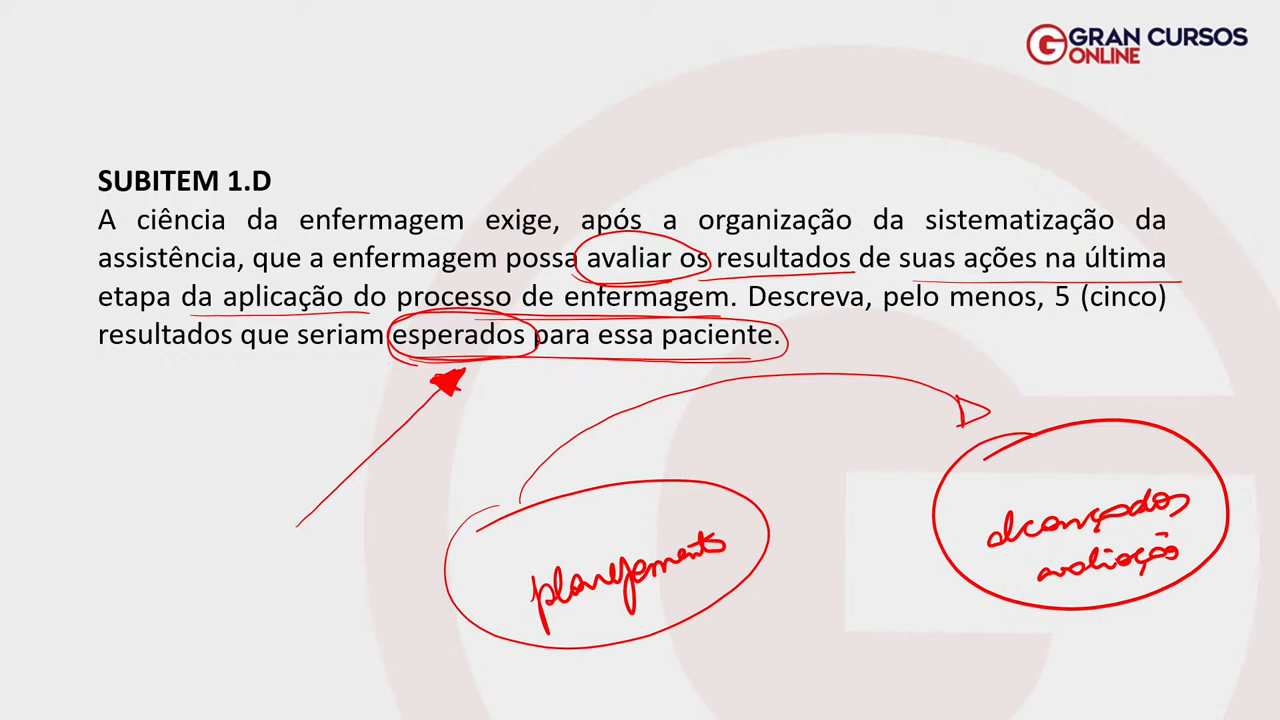 GRAN CURSOS
ONLINE
SUBITEM 1.D
A ciência da enfermagem exige, após a organização da sistematização da
assistência, que a enfermagem possa avaliar os resultados de suas ações na última
etapa da aplicação do processo de enfermagem. Descreva, pelo menos, 5 (cinco)
resultados que seriam esperados para essa paciente.
planejamento
alcançados
avaliação